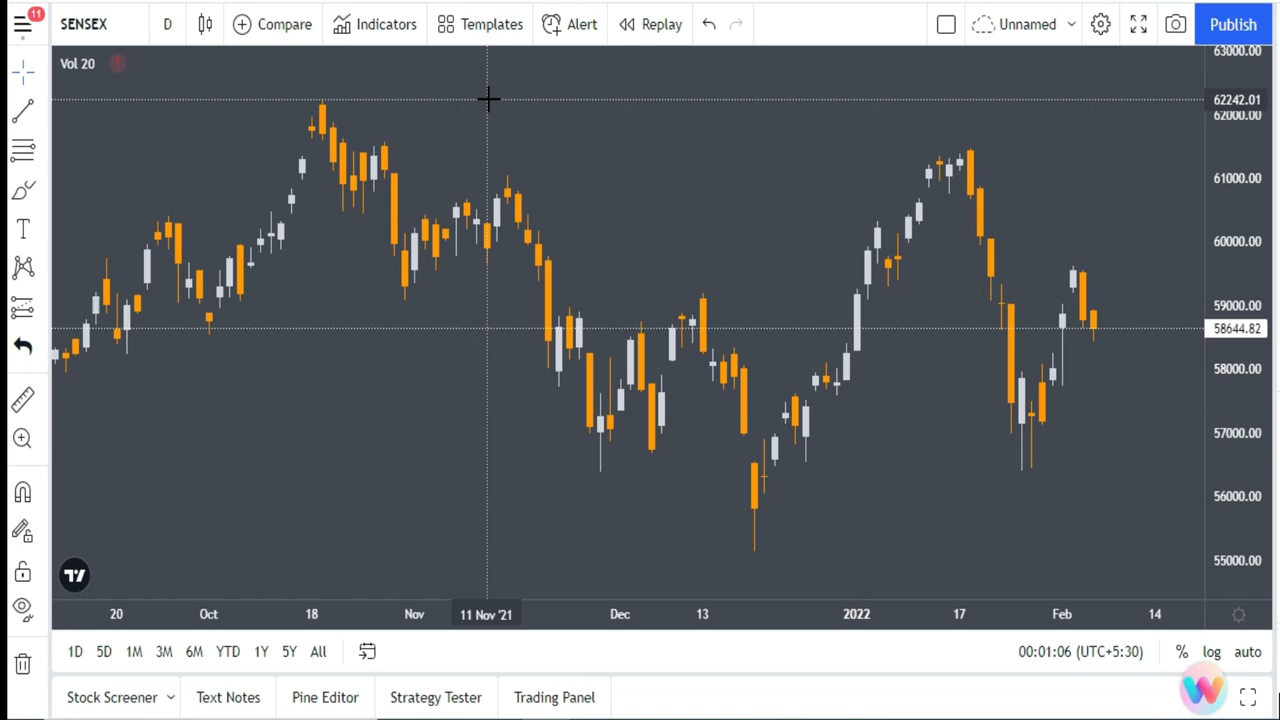 11
SENSEX D Compare Indicators Templates Alert Replay Unnamed Publish
Vol 20
63000.00
62242.01
62000.00
61000.00
60000.00
59000.00
58644.82
58000.00
57000.00
56000.00
55000.00
20 Oct 18 Nov 11 Nov '21 Dec 13 2022 17 Feb 14
1D 5D 1M 3M 6M YTD 1Y 5Y All 00:01:06 (UTC+5:30) % log auto
Stock Screener Text Notes Pine Editor Strategy Tester Trading Panel